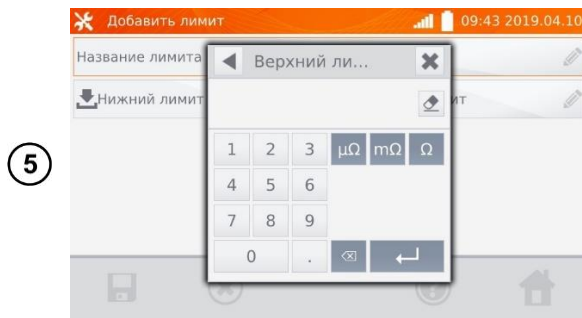 Добавить лимит 09:43 2019.04.10
Название лимита
Верхний ли...
Нижний лимит
ит
5
1 2 3 μΩ mΩ Ω
4 5 6
7 8 9
0 .